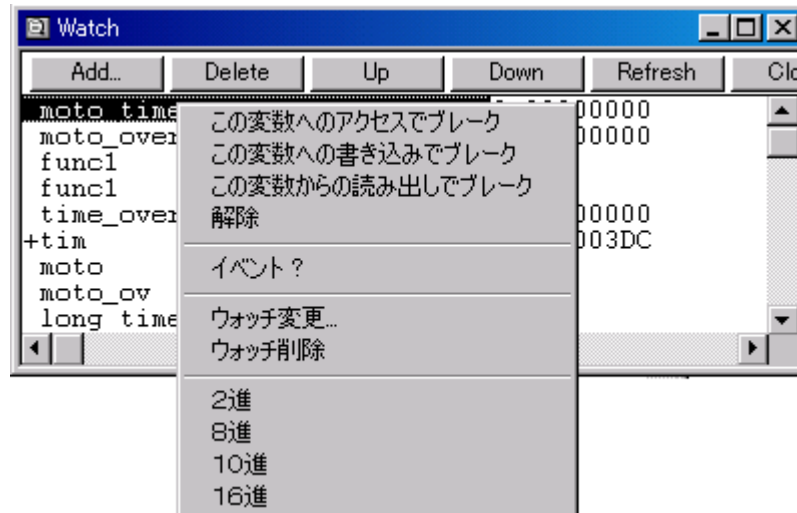 Watch
Add... Delete Up Down Refresh Clo
moto_time
00000
moto_over
00000
func1
func1
time_over
00000
+tim
003DC
moto
moto_ov
long time
この変数へのアクセスでブレーク
この変数への書き込みでブレーク
この変数からの読み出しでブレーク
解除
イベント?
ウォッチ変更...
ウォッチ削除
2進
8進
10進
16進